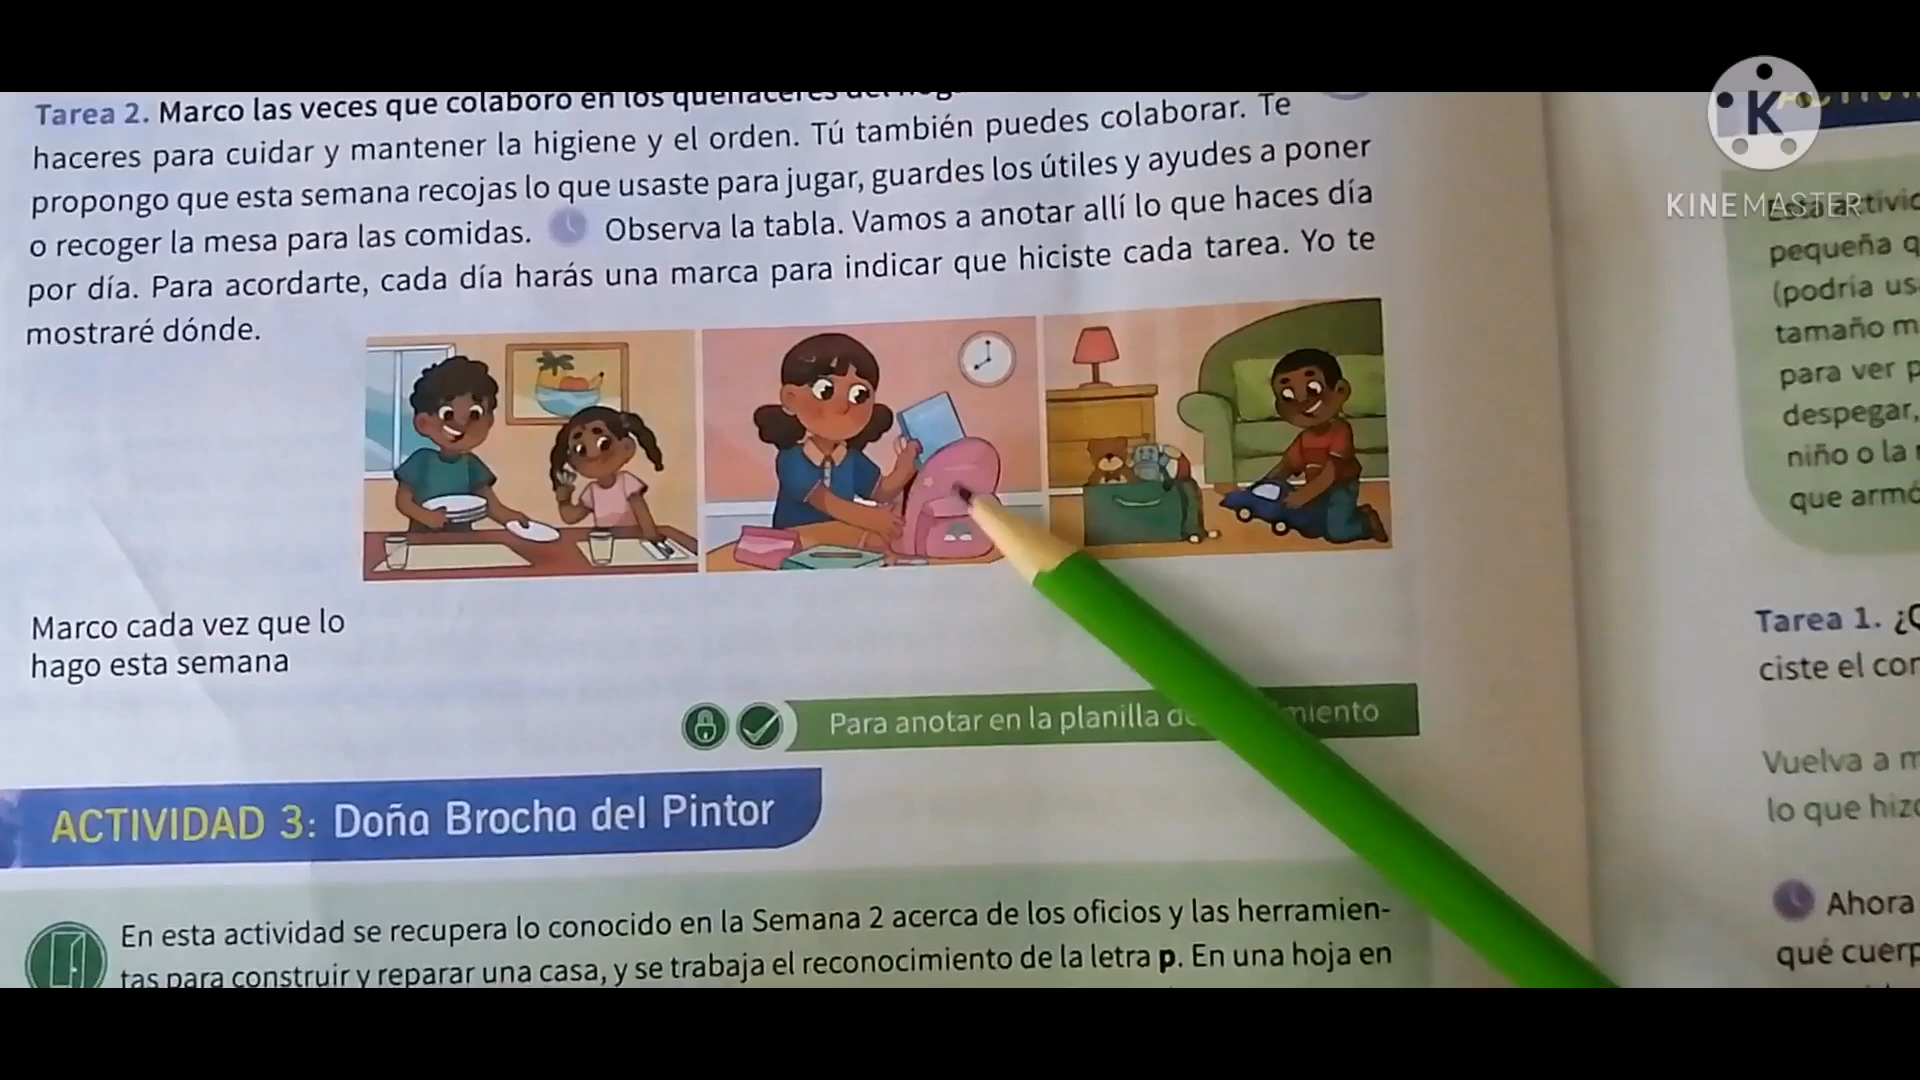 Tarea 2. Marco las veces que colaboro en los quehaceres del
haceres para cuidar y mantener la higiene y el orden. Tú también puedes colaborar. Te
propongo que esta semana recojas lo que usaste para jugar, guardes los útiles y ayudes a poner
o recoger la mesa para las comidas. Observa la tabla. Vamos a anotar allí lo que haces día
por día. Para acordarte, cada día harás una marca para indicar que hiciste cada tarea. Yo te
mostraré dónde.
Marco cada vez que lo
hago esta semana
Para anotar en la planilla
ACTIVIDAD 3: Doña Brocha del Pintor
En esta actividad se recupera lo conocido en la Semana 2 acerca de los oficios y las herramien-
tas para construir y reparar una casa, y se trabaja el reconocimiento de la letra p. En una hoja en
K
KINEMASTER
pequeña
(podría
tamaño
para ver
despegar,
niño o la
que
Tarea 1.
ciste el
Vuelva a
lo que
Ahora
qué